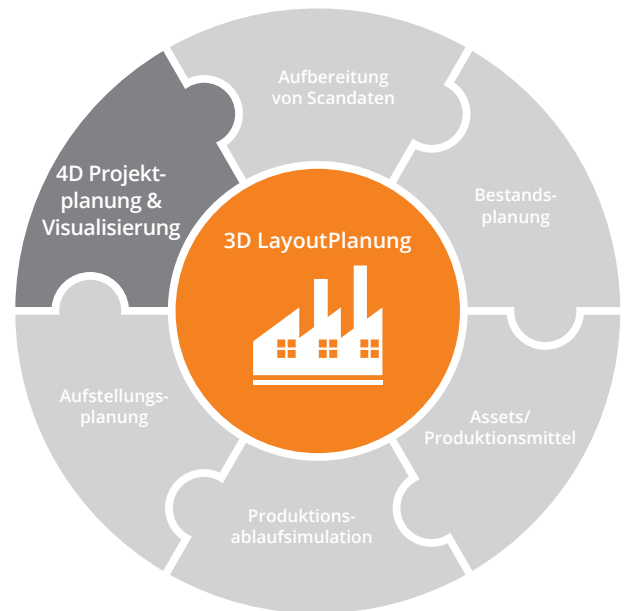 Aufbereitung
von Scandaten
4D Projekt-
planung &
Visualisierung
Bestands-
planung
3D LayoutPlanung
Aufstellungs-
planung
Assets/
Produktionsmittel
Produktions-
ablaufsimulation